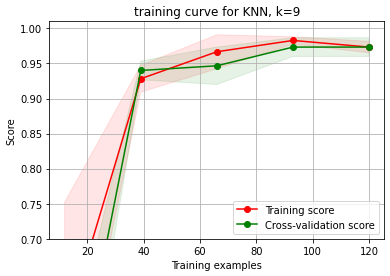 training curve for KNN, k=9
1.00
0.95
0.90
0.85
0.80
0.75
0.70
Score
20 40 60 80 100 120
Training examples
Training score
Cross-validation score